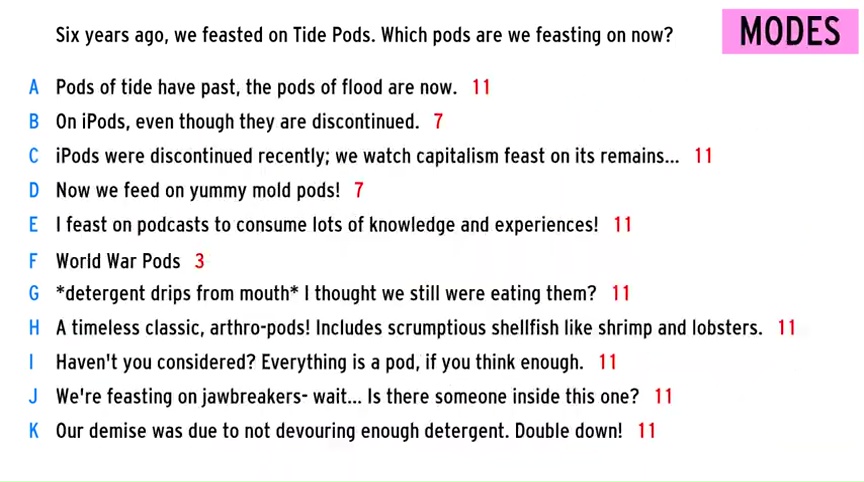 Six years ago, we feasted on Tide Pods. Which pods are we feasting on now?
MODES
A Pods of tide have past, the pods of flood are now. 11
B On iPods, even though they are discontinued. 7
C iPods were discontinued recently; we watch capitalism feast on its remains... 11
D Now we feed on yummy mold pods! 7
E I feast on podcasts to consume lots of knowledge and experiences! 11
F World War Pods 3
G *detergent drips from mouth* I thought we still were eating them? 11
H A timeless classic, arthro-pods! Includes scrumptious shellfish like shrimp and lobsters. 11
I Haven't you considered? Everything is a pod, if you think enough. 11
J We're feasting on jawbreakers- wait... Is there someone inside this one? 11
K Our demise was due to not devouring enough detergent. Double down! 11